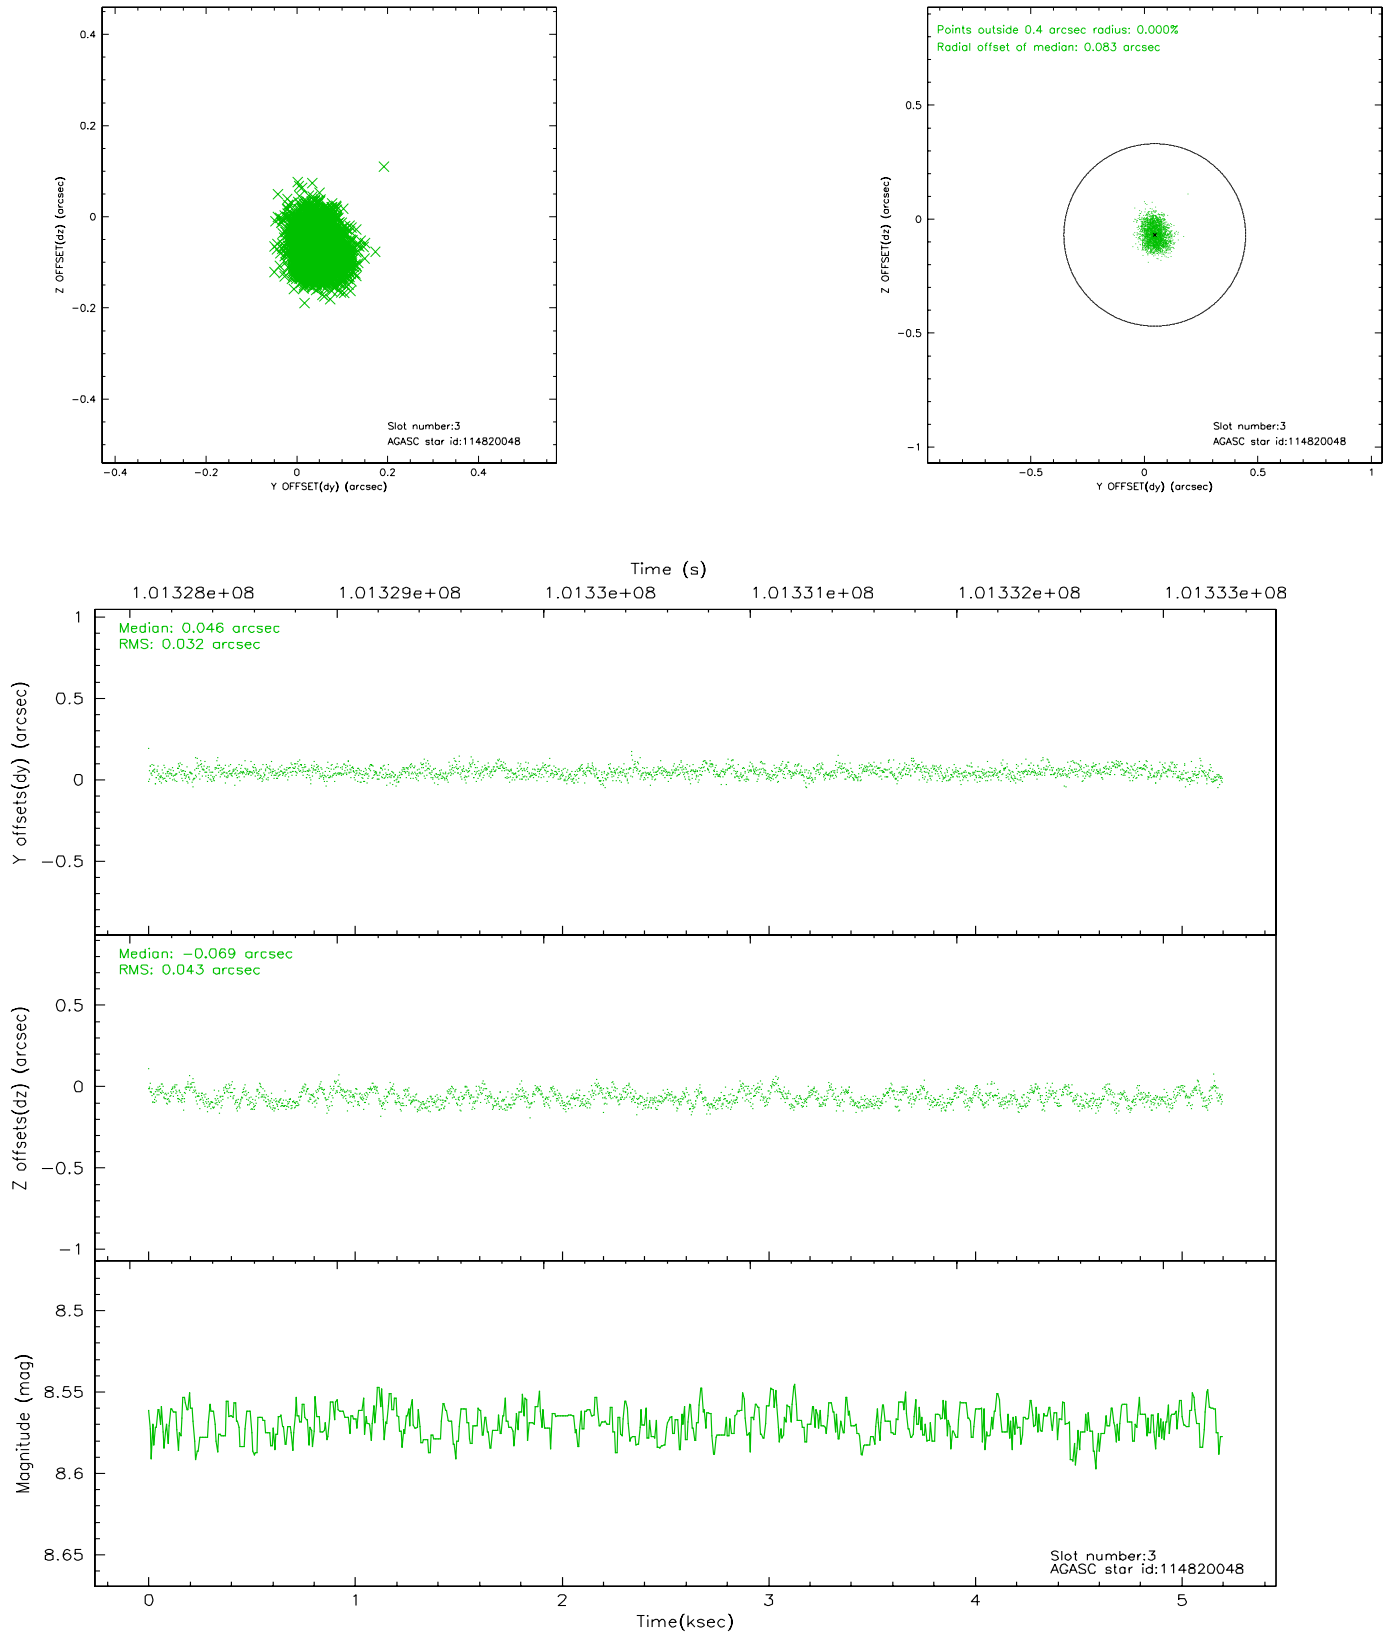 0.4
0.2
0
−0.2
−0.4
Z OFFSET(dz) (arcsec)
Slot number:3
AGASC star id:114820048
−0.4 −0.2 0 0.2 0.4
Y OFFSET(dy) (arcsec)
Points outside 0.4 arcsec radius: 0.000%
Radial offset of median: 0.083 arcsec
0.5
0
−0.5
−1
Z OFFSET(dz) (arcsec)
Slot number:3
AGASC star id:114820048
−0.5 0 0.5 1
Y OFFSET(dy) (arcsec)
Time (s)
1.01328e+08 1.01329e+08 1.0133e+08 1.01331e+08 1.01332e+08 1.01333e+08
Median: 0.046 arcsec
RMS: 0.032 arcsec
1
0.5
0
−0.5
Y offsets(dy) (arcsec)
Median: −0.069 arcsec
RMS: 0.043 arcsec
0.5
0
−0.5
−1
Z offsets(dz) (arcsec)
8.5
8.55
8.6
8.65
Magnitude (mag)
Slot number:3
AGASC star id:114820048
0 1 2 3 4 5
Time(ksec)